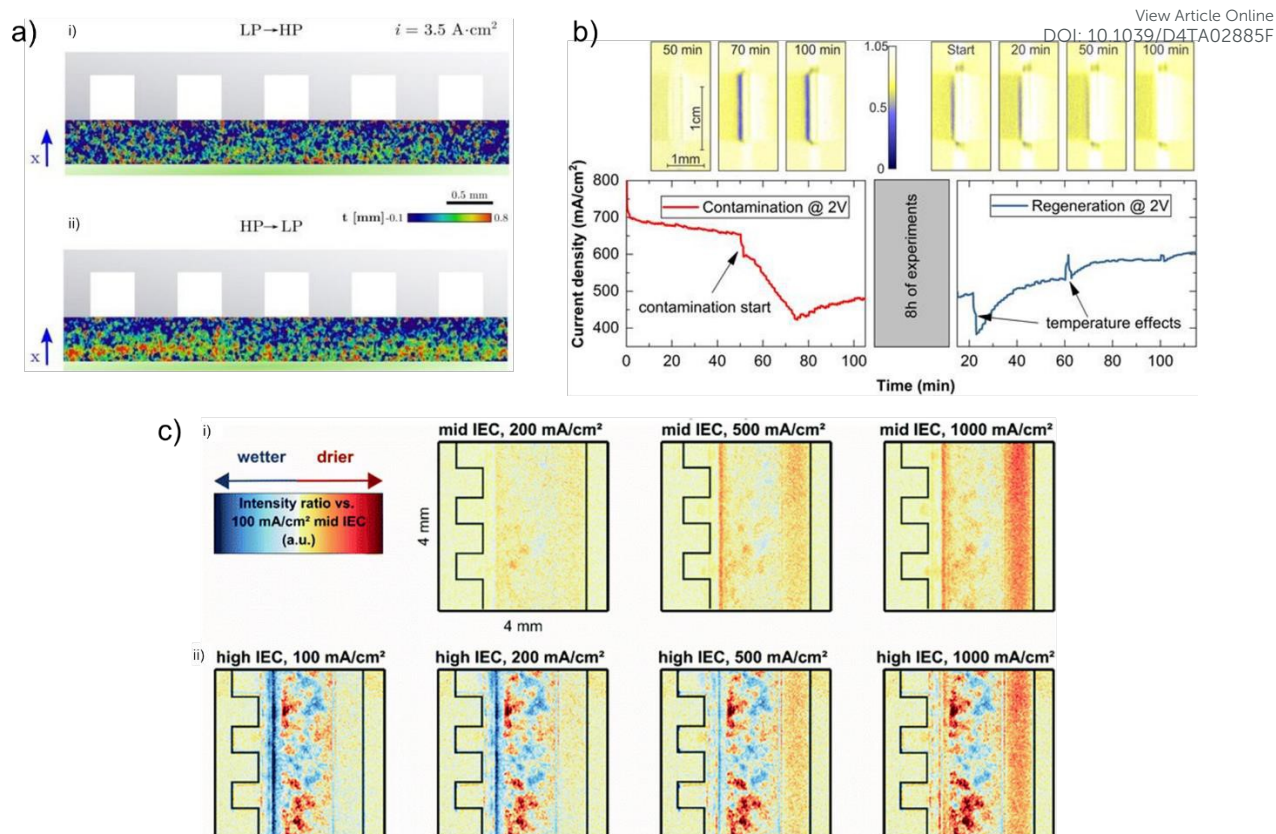 View Article Online
DOI: 10.1039/D4TA02885F
a)
i)
LP→HP
i = 3.5 A·cm²
x
0.5 mm
t [mm] -0.1
0.8
ii)
HP→LP
x
b)
50 min
70 min
100 min
1cm
1mm
1.05
0.5
0
Start
20 min
50 min
100 min
Current density (mA/cm²)
800
700
600
500
400
Contamination @ 2V
contamination start
0 20 40 60 80 100
8h of experiments
Regeneration @ 2V
temperature effects
20 40 60 80 100
Time (min)
c)
i)
wetter drier
Intensity ratio vs.
100 mA/cm² mid IEC
(a.u.)
mid IEC, 200 mA/cm²
mid IEC, 500 mA/cm²
mid IEC, 1000 mA/cm²
4 mm
4 mm
ii)
high IEC, 100 mA/cm²
high IEC, 200 mA/cm²
high IEC, 500 mA/cm²
high IEC, 1000 mA/cm²